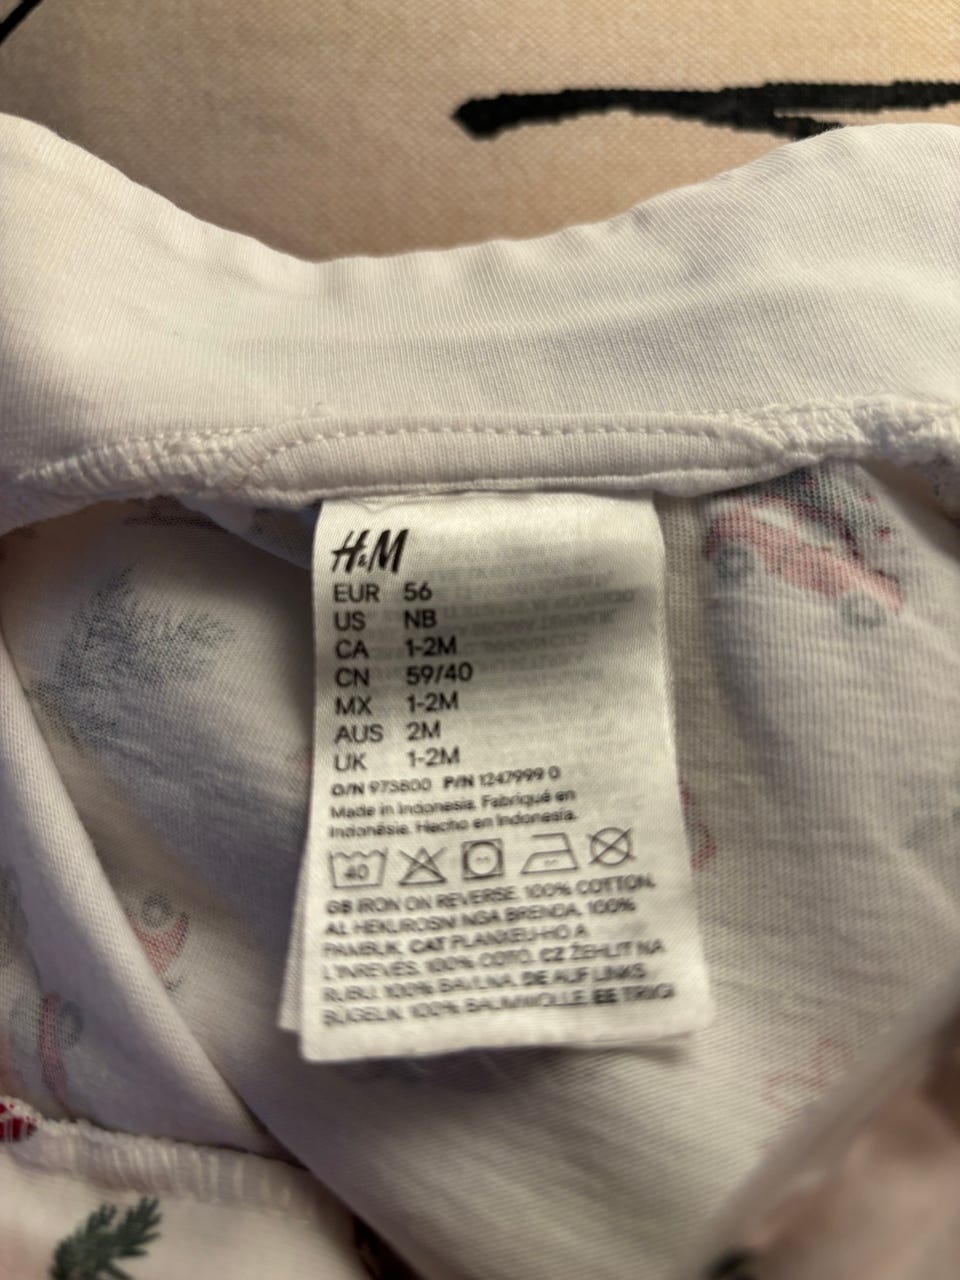 H&M
EUR 56
US NB
CA 1-2M
CN 59/40
MX 1-2M
AUS 2M
UK 1-2M
O/N 973800 P/N 1247999 0
Made in Indonesia. Fabriqué en
Indonésie. Hecho en Indonesia.
40
GB IRON ON REVERSE. 100% COTTON.
AL HEKUROSNI NGA BRENDA. 100%
PAMBUK. CAT PLANXEU-HO A
L'INREVÉS. 100% COTÓ. CZ ŽEHLIT NA
RUBU. 100% BAVLNA. DE AUF LINKS
BÜGELN. 100% BAUMWOLLE. EE TRIGI